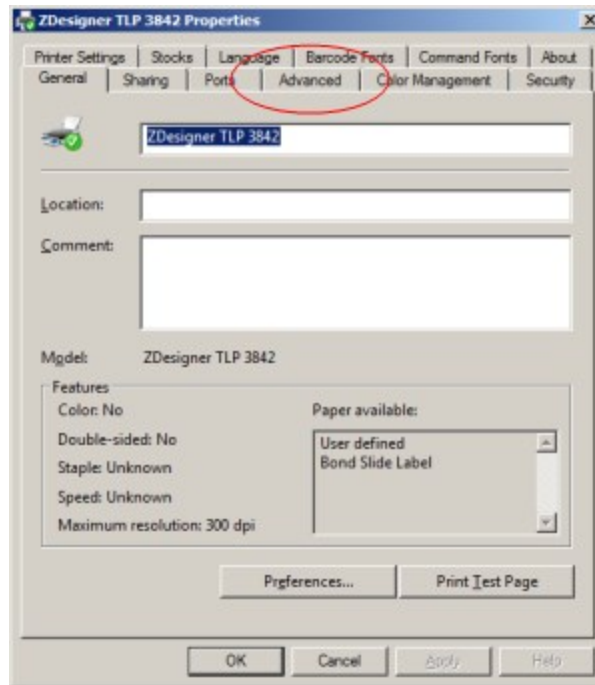 ZDesigner TLP 3842 Properties
Printer Settings Stocks Language Barcode Fonts Command Fonts About
General Sharing Ports Advanced Color Management Security
ZDesigner TLP 3842
Location:
Comment:
Model: ZDesigner TLP 3842
Features
Color: No
Paper available:
Double-sided: No
User defined
Staple: Unknown
Bond Slide Label
Speed: Unknown
Maximum resolution: 300 dpi
Preferences... Print Test Page
OK Cancel Apply Help